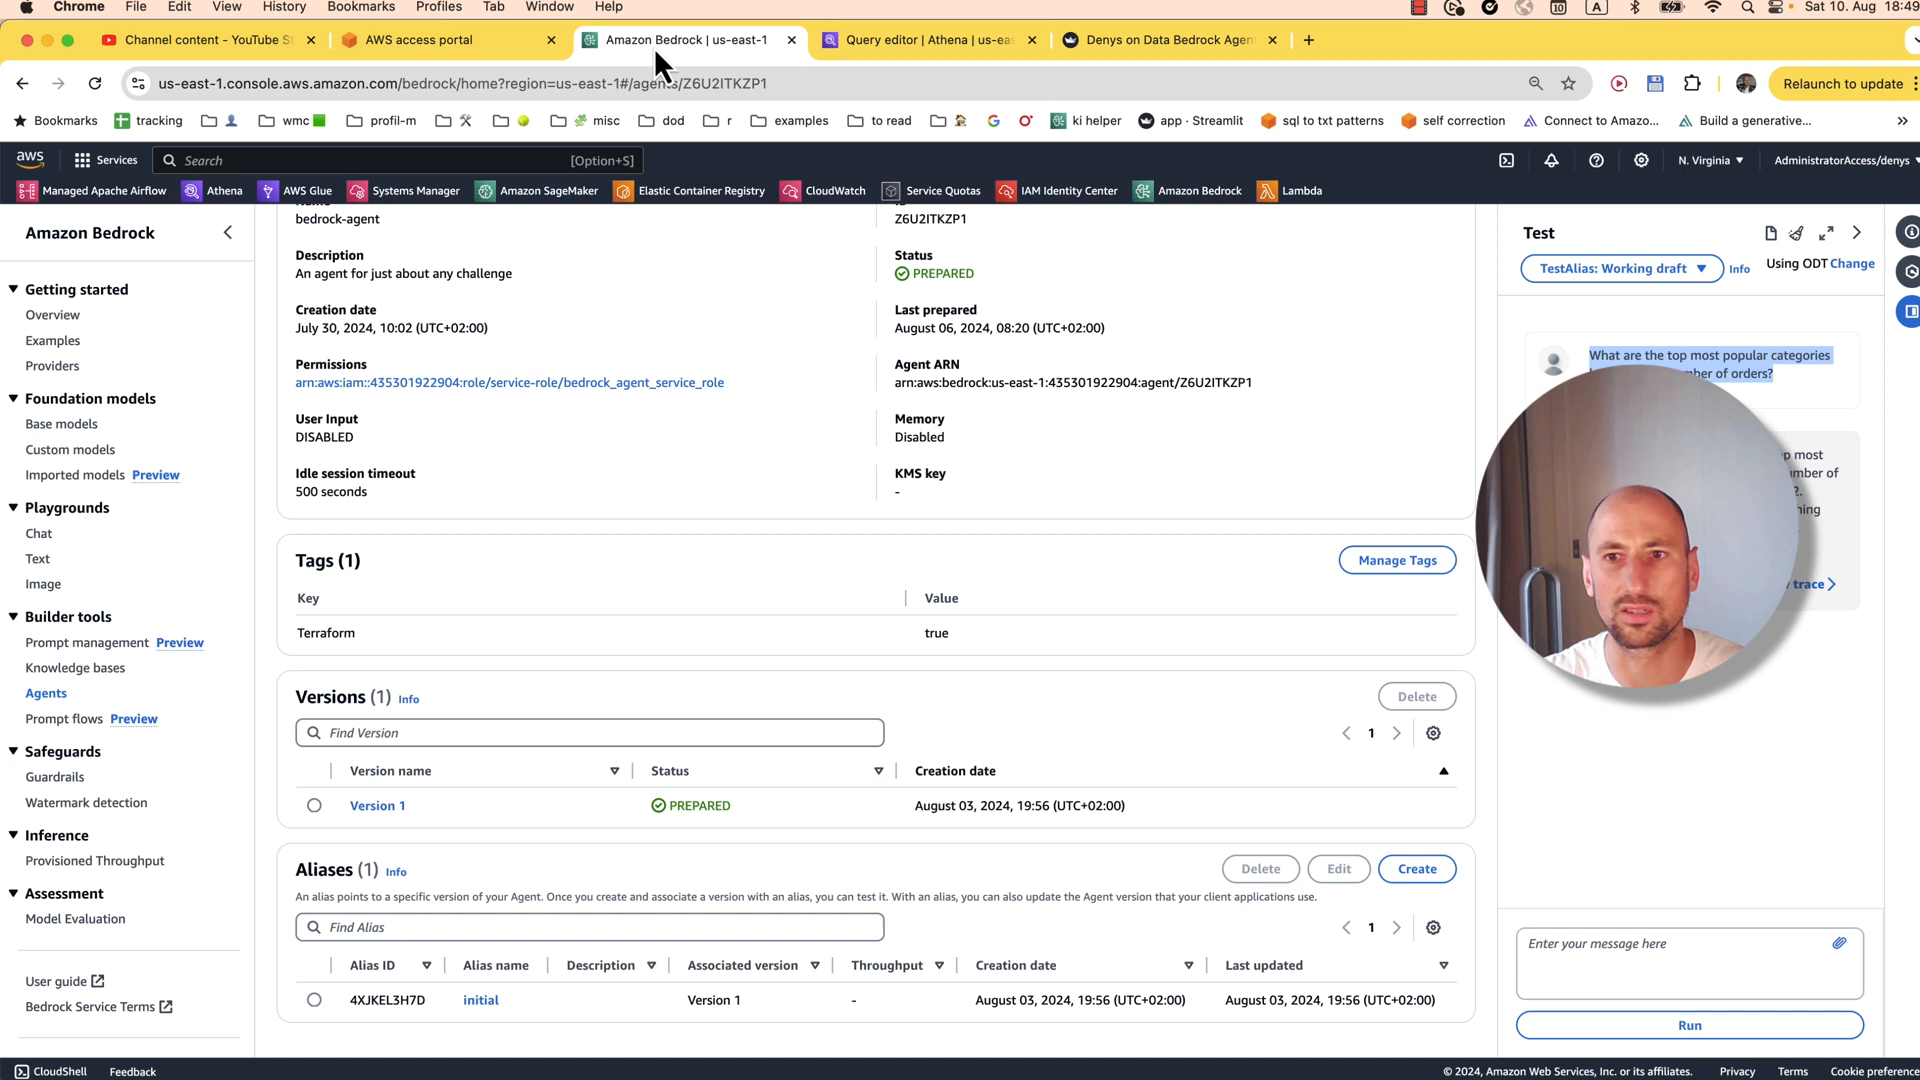 Chrome File Edit View History Bookmarks Profiles Tab Window Help
Sat 10. Aug 18:49
Channel content - YouTube St
AWS access portal
Amazon Bedrock | us-east-1
Query editor | Athena | us-eas
Denys on Data Bedrock Agen
us-east-1.console.aws.amazon.com/bedrock/home?region=us-east-1#/agents/Z6U2ITKZP1
Relaunch to update
Bookmarks tracking wmc profil-m misc dod r examples to read ki helper app · Streamlit sql to txt patterns self correction Connect to Amazo... Build a generative...
aws Services Search [Option+S] N. Virginia AdministratorAccess/denys
Managed Apache Airflow Athena AWS Glue Systems Manager Amazon SageMaker Elastic Container Registry CloudWatch Service Quotas IAM Identity Center Amazon Bedrock Lambda
Amazon Bedrock
Getting started
Overview
Examples
Providers
Foundation models
Base models
Custom models
Imported models Preview
Playgrounds
Chat
Text
Image
Builder tools
Prompt management Preview
Knowledge bases
Agents
Prompt flows Preview
Safeguards
Guardrails
Watermark detection
Inference
Provisioned Throughput
Assessment
Model Evaluation
User guide
Bedrock Service Terms
bedrock-agent
Z6U2ITKZP1
Description
An agent for just about any challenge
Status
PREPARED
Creation date
July 30, 2024, 10:02 (UTC+02:00)
Last prepared
August 06, 2024, 08:20 (UTC+02:00)
Permissions
arn:aws:iam::435301922904:role/service-role/bedrock_agent_service_role
Agent ARN
arn:aws:bedrock:us-east-1:435301922904:agent/Z6U2ITKZP1
User Input
DISABLED
Memory
Disabled
Idle session timeout
500 seconds
KMS key
-
Tags (1)
Manage Tags
Key Value
Terraform true
Versions (1) Info
Delete
Find Version
1
Version name Status Creation date
Version 1 PREPARED August 03, 2024, 19:56 (UTC+02:00)
Aliases (1) Info
Delete Edit Create
An alias points to a specific version of your Agent. Once you create and associate a version with an alias, you can test it. With an alias, you can also update the Agent version that your client applications use.
Find Alias
1
Alias ID Alias name Description Associated version Throughput Creation date Last updated
4XJKEL3H7D initial Version 1 - August 03, 2024, 19:56 (UTC+02:00) August 03, 2024, 19:56 (UTC+02:00)
Test
TestAlias: Working draft Info Using ODT Change
What are the top most popular categories
of orders?
most
of
2.
trace
Enter your message here
Run
CloudShell Feedback
© 2024, Amazon Web Services, Inc. or its affiliates. Privacy Terms Cookie preference